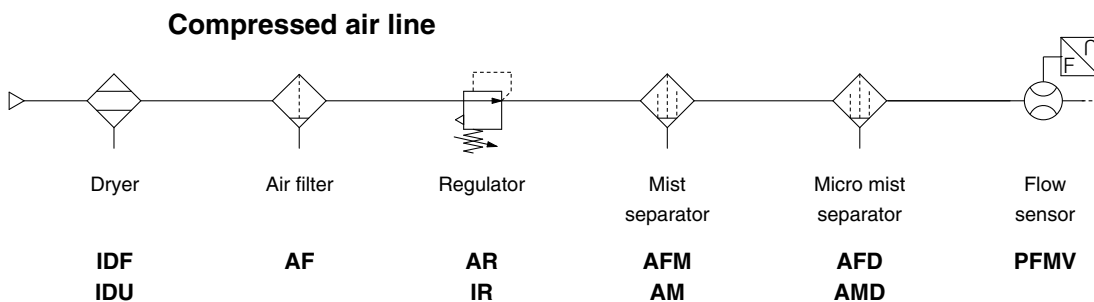 Compressed air line
F
Dryer
Air filter
Regulator
Mist
separator
Micro mist
separator
Flow
sensor
IDF
IDU
AF
AR
IR
AFM
AM
AFD
AMD
PFMV